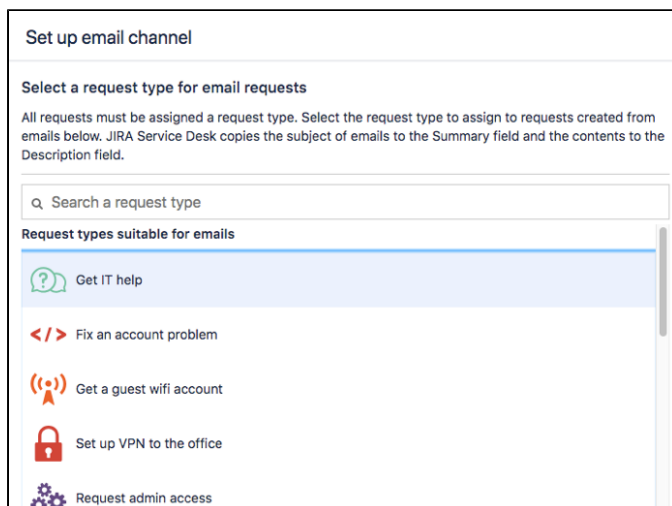 Set up email channel
Select a request type for email requests
All requests must be assigned a request type. Select the request type to assign to requests created from
emails below. JIRA Service Desk copies the subject of emails to the Summary field and the contents to the
Description field.
Search a request type
Request types suitable for emails
Get IT help
Fix an account problem
Get a guest wifi account
Set up VPN to the office
Request admin access